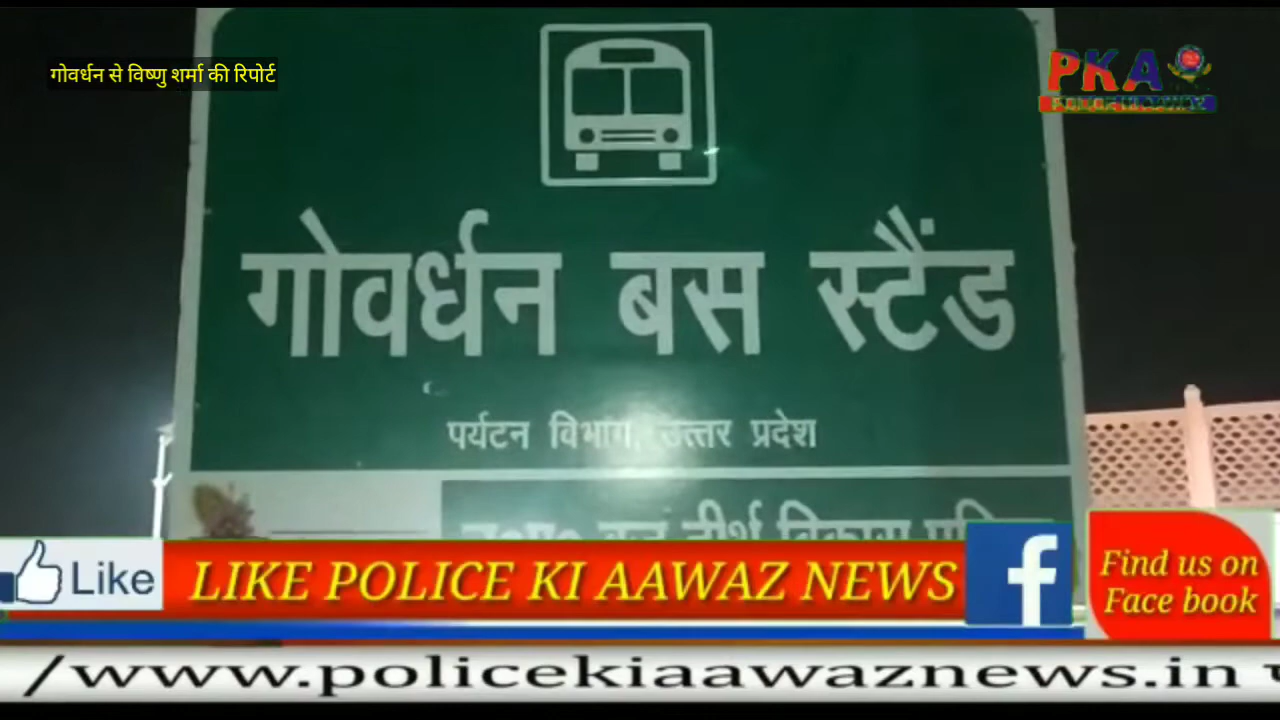 गोवर्धन से विष्णु शर्मा की रिपोर्ट
PKA
गोवर्धन बस स्टैंड
पर्यटन विभाग, उत्त्तर प्रदेश
Like
LIKE POLICE KI AAWAZ NEWS
f
Find us on
Face book
/www.policekiaawaznews.in